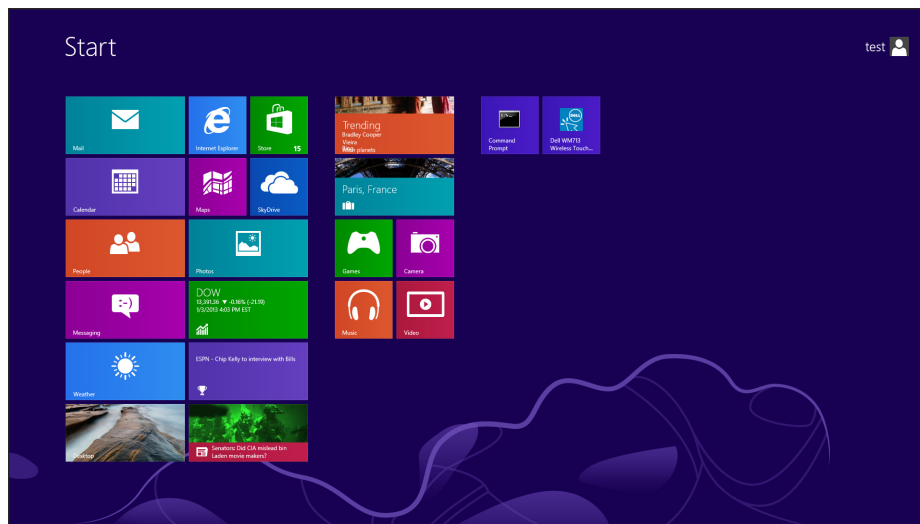 Start
test
Mail
Internet Explorer
Store
15
Calendar
Maps
SkyDrive
People
Photos
Messaging
:-)
DOW
13,391.36 ▼ -0.16% (-21.19)
1/3/2013 4:03 PM EST
Weather
ESPN - Chip Kelly to interview with Bills
Desktop
Senators: Did CIA mislead bin
Laden movie makers?
Trending
Bradley Cooper
Vieira
planets
Paris, France
Games
Camera
Music
Video
Command
Prompt
DELL
Dell WM713
Wireless Touch...